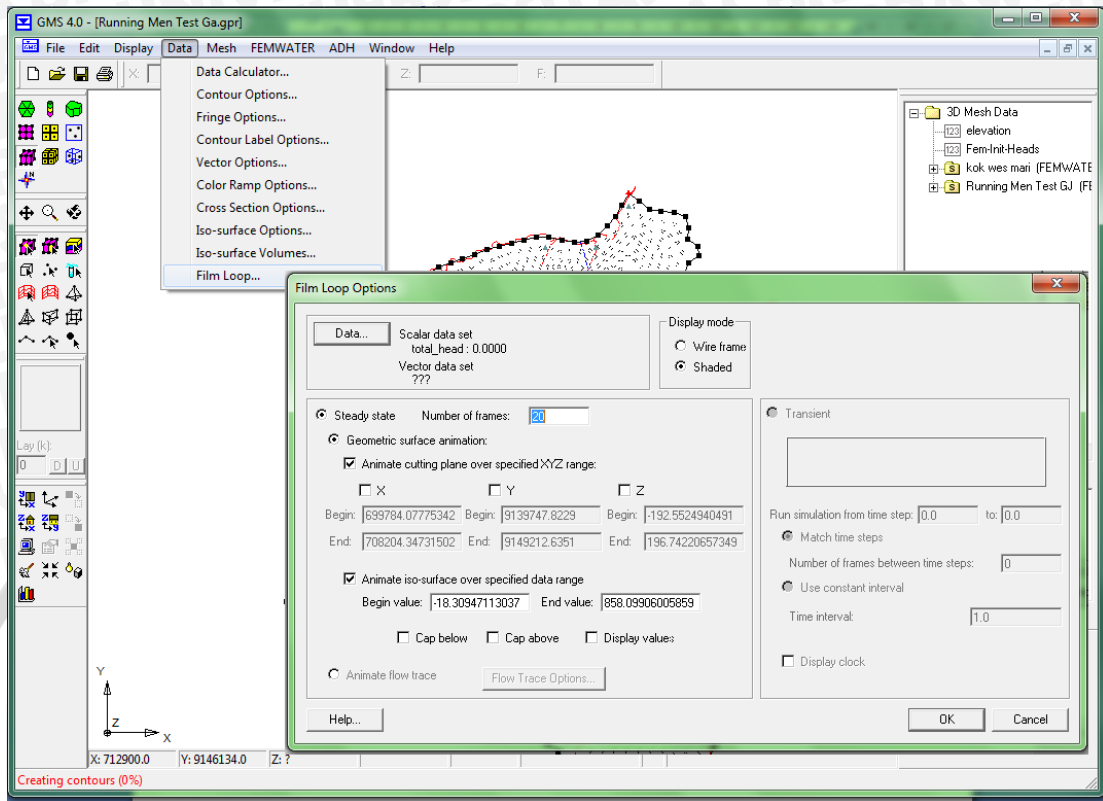 GMS 4.0 - [Running Men Test Ga.gpr]
File Edit Display Data Mesh FEMWATER ADH Window Help
X: Z: F:
Data Calculator...
Contour Options...
Fringe Options...
Contour Label Options...
Vector Options...
Color Ramp Options...
Cross Section Options...
Iso-surface Options...
Iso-surface Volumes...
Film Loop...
3D Mesh Data
123 elevation
123 Fem-Init-Heads
S kok wes mari (FEMWATE
S Running Men Test GJ (FE
Lay (k):
0 D U
Film Loop Options
Data...
Scalar data set
total_head : 0.0000
Vector data set
???
Display mode
Wire frame
Shaded
Steady state Number of frames: 20
Geometric surface animation:
Animate cutting plane over specified XYZ range:
X Y Z
Begin: 699784.07775342 Begin: 9139747.8229 Begin: -192.5524940491
End: 708204.34731502 End: 9149212.6351 End: 196.74220657349
Animate iso-surface over specified data range
Begin value: -18.30947113037 End value: 858.09906005859
Cap below Cap above Display values
Animate flow trace Flow Trace Options...
Transient
Run simulation from time step: 0.0 to: 0.0
Match time steps
Number of frames between time steps: 0
Use constant interval
Time interval: 1.0
Display clock
Help... OK Cancel
Y
Z
X
X: 712900.0 Y: 9146134.0 Z: ?
Creating contours (0%)